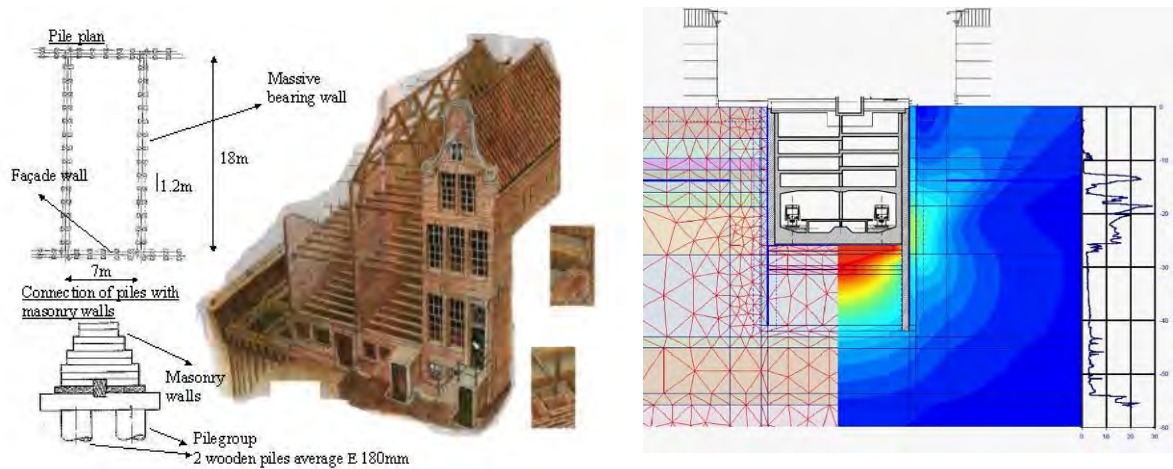 Pile plan
Massive
bearing wall
18m
1.2m
Façade wall
7m
Connection of piles with
masonry walls
Masonry
walls
Pilegroup
2 wooden piles average E 180mm
0
-10
-20
-30
-40
-50
-60
0 10 20 30